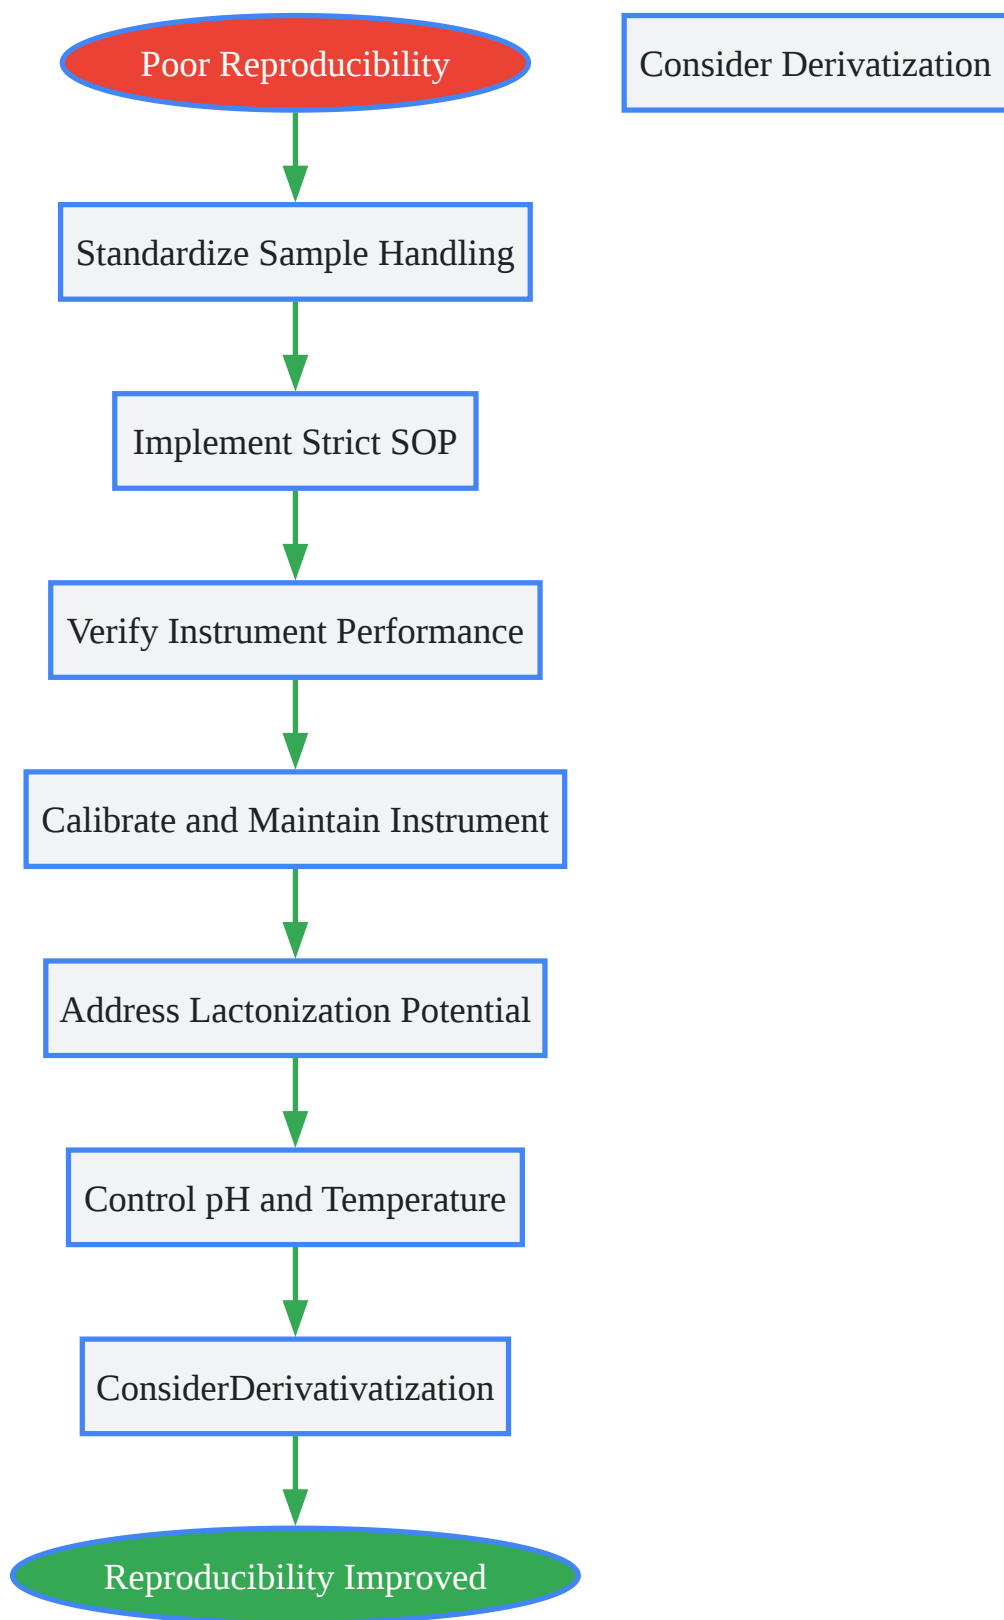 Poor Reproducibility
Consider Derivatization
Standardize Sample Handling
Implement Strict SOP
Verify Instrument Performance
Calibrate and Maintain Instrument
Address Lactonization Potential
Control pH and Temperature
ConsiderDerivativatization
Reproducibility Improved